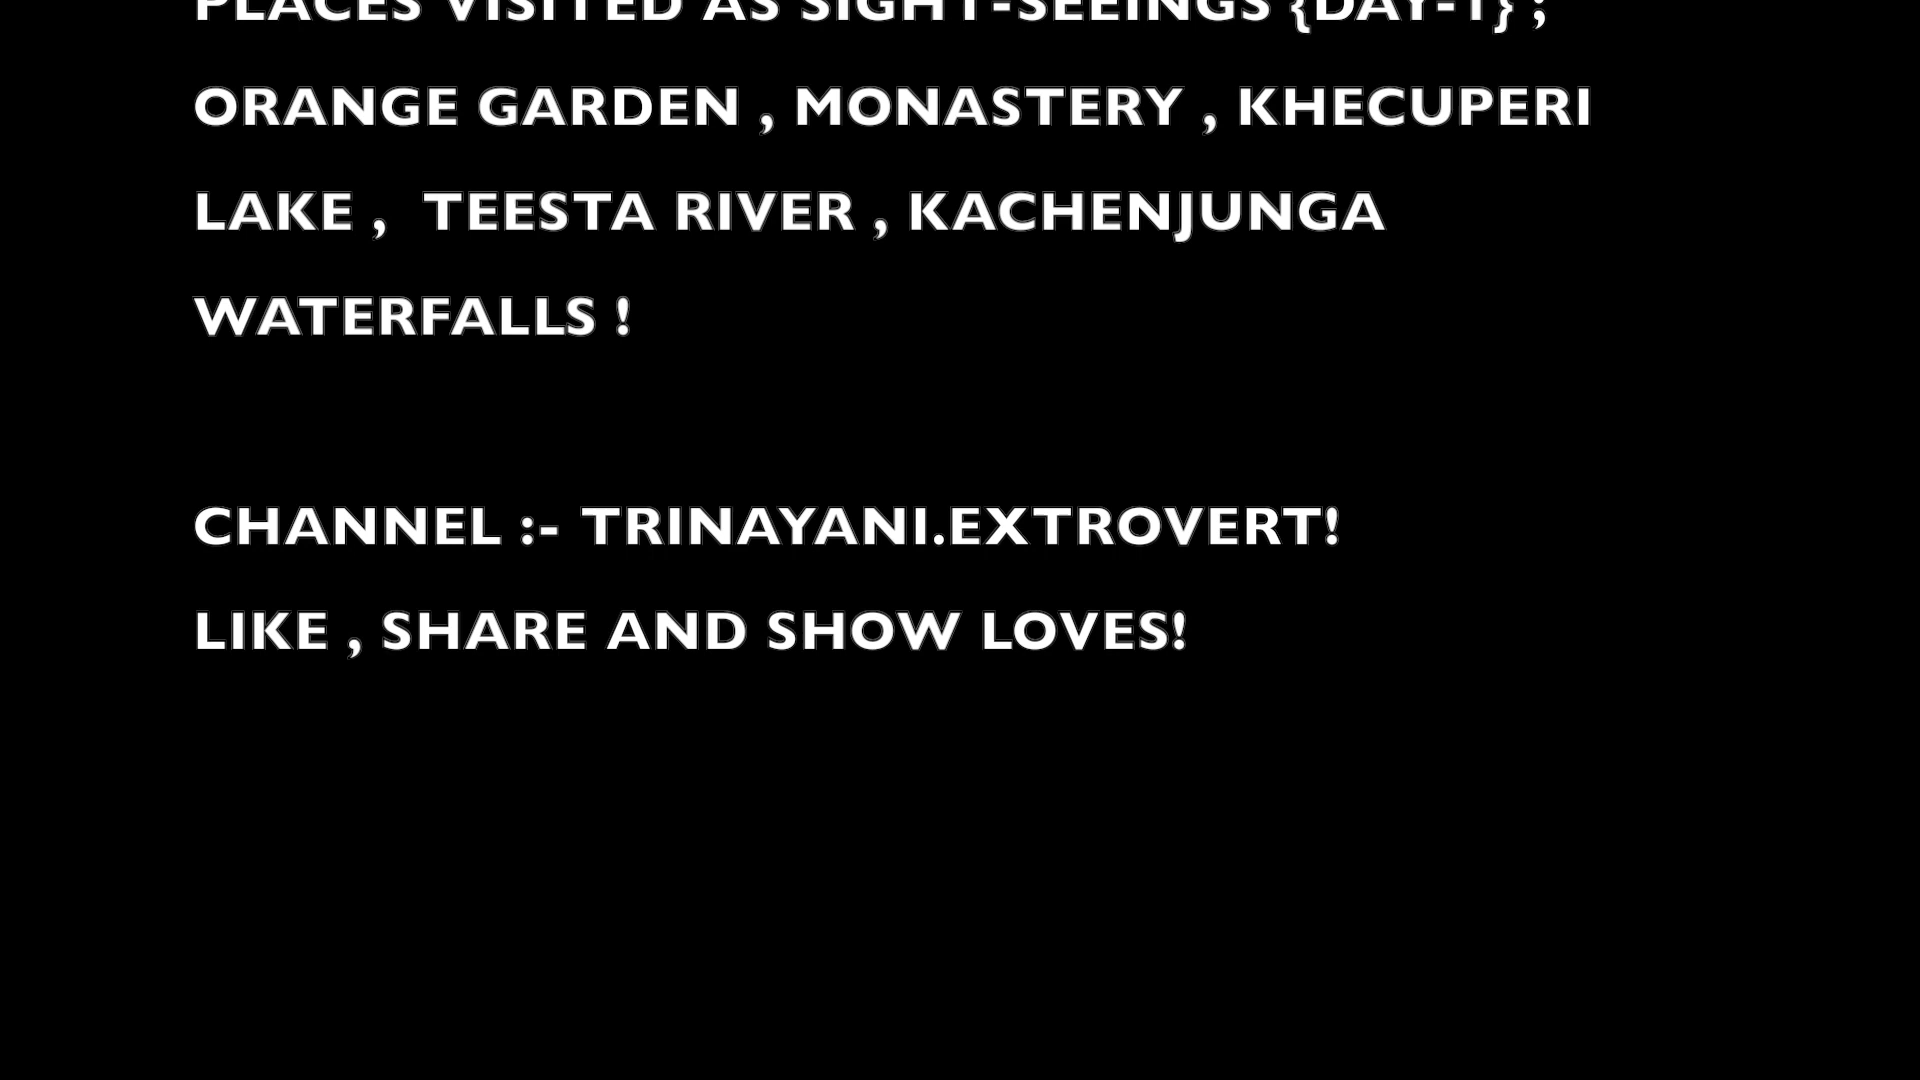 PLACES VISITED AS SIGHT-SEEINGS {DAY-1} ;
ORANGE GARDEN , MONASTERY , KHECUPERI
LAKE ,  TEESTA RIVER , KACHENJUNGA
WATERFALLS !
CHANNEL :- TRINAYANI.EXTROVERT!
LIKE , SHARE AND SHOW LOVES!